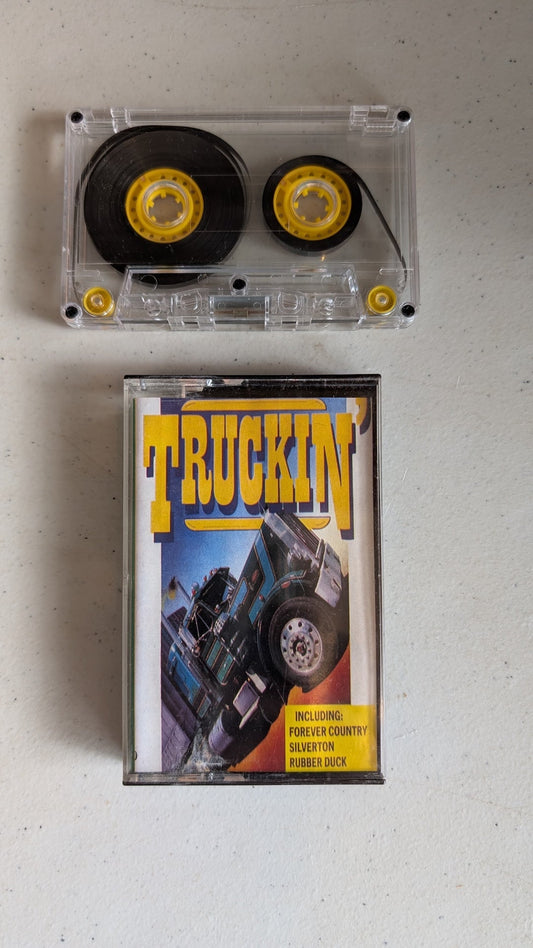 TRUCKIN'
INCLUDING:
FOREVER COUNTRY
SILVERTON
RUBBER DUCK